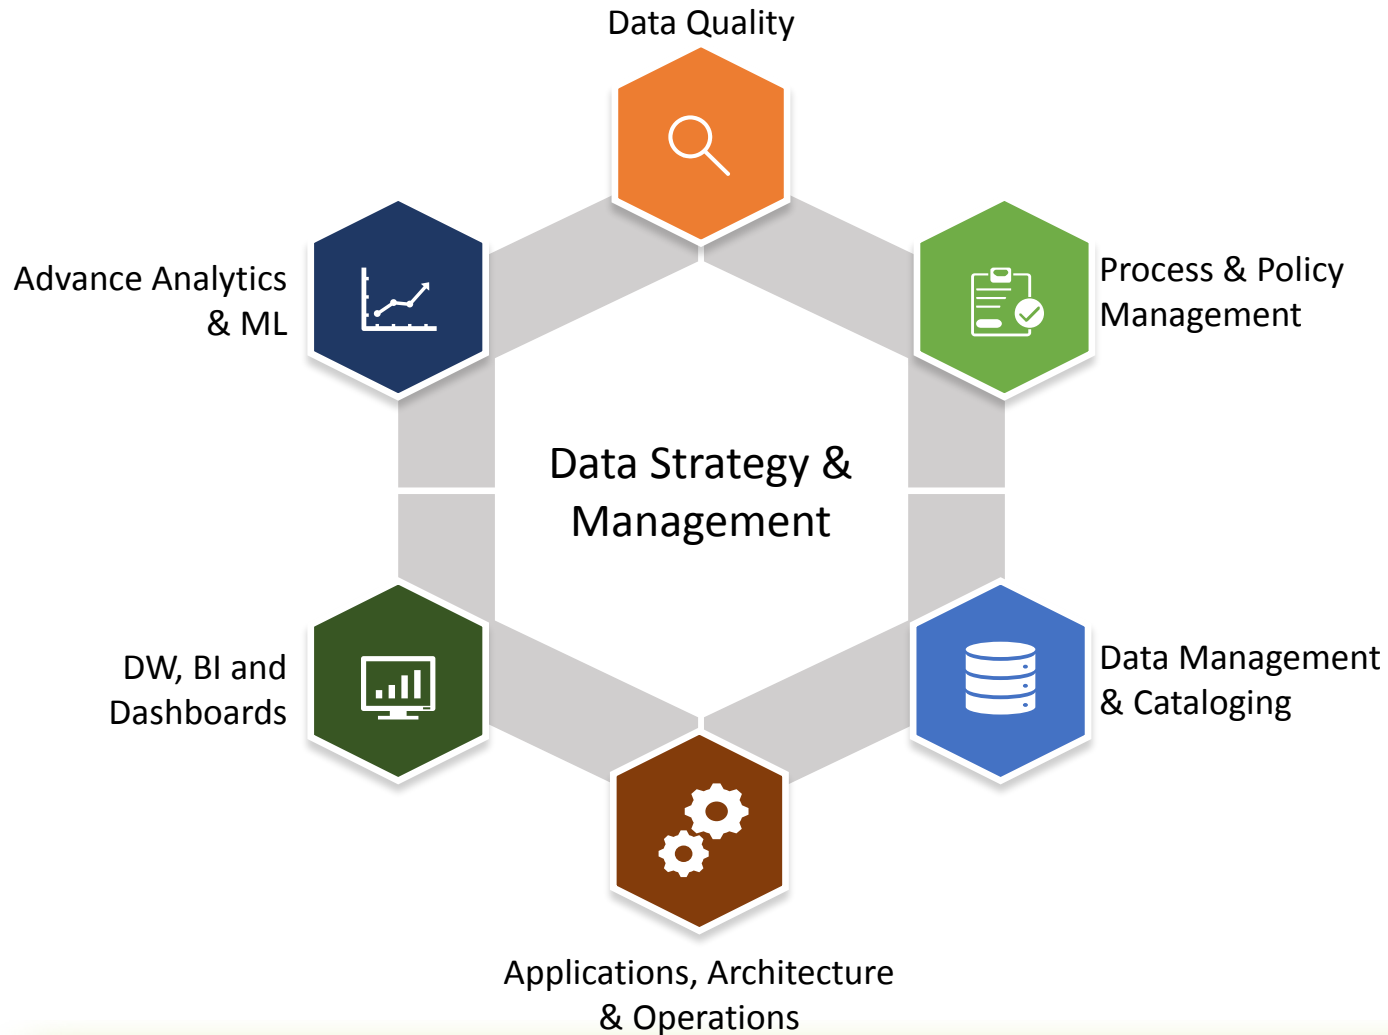 Data Quality
Process & Policy
Management
Advance Analytics
& ML
Data Strategy &
Management
Data Management
& Cataloging
DW, BI and
Dashboards
Applications, Architecture
& Operations